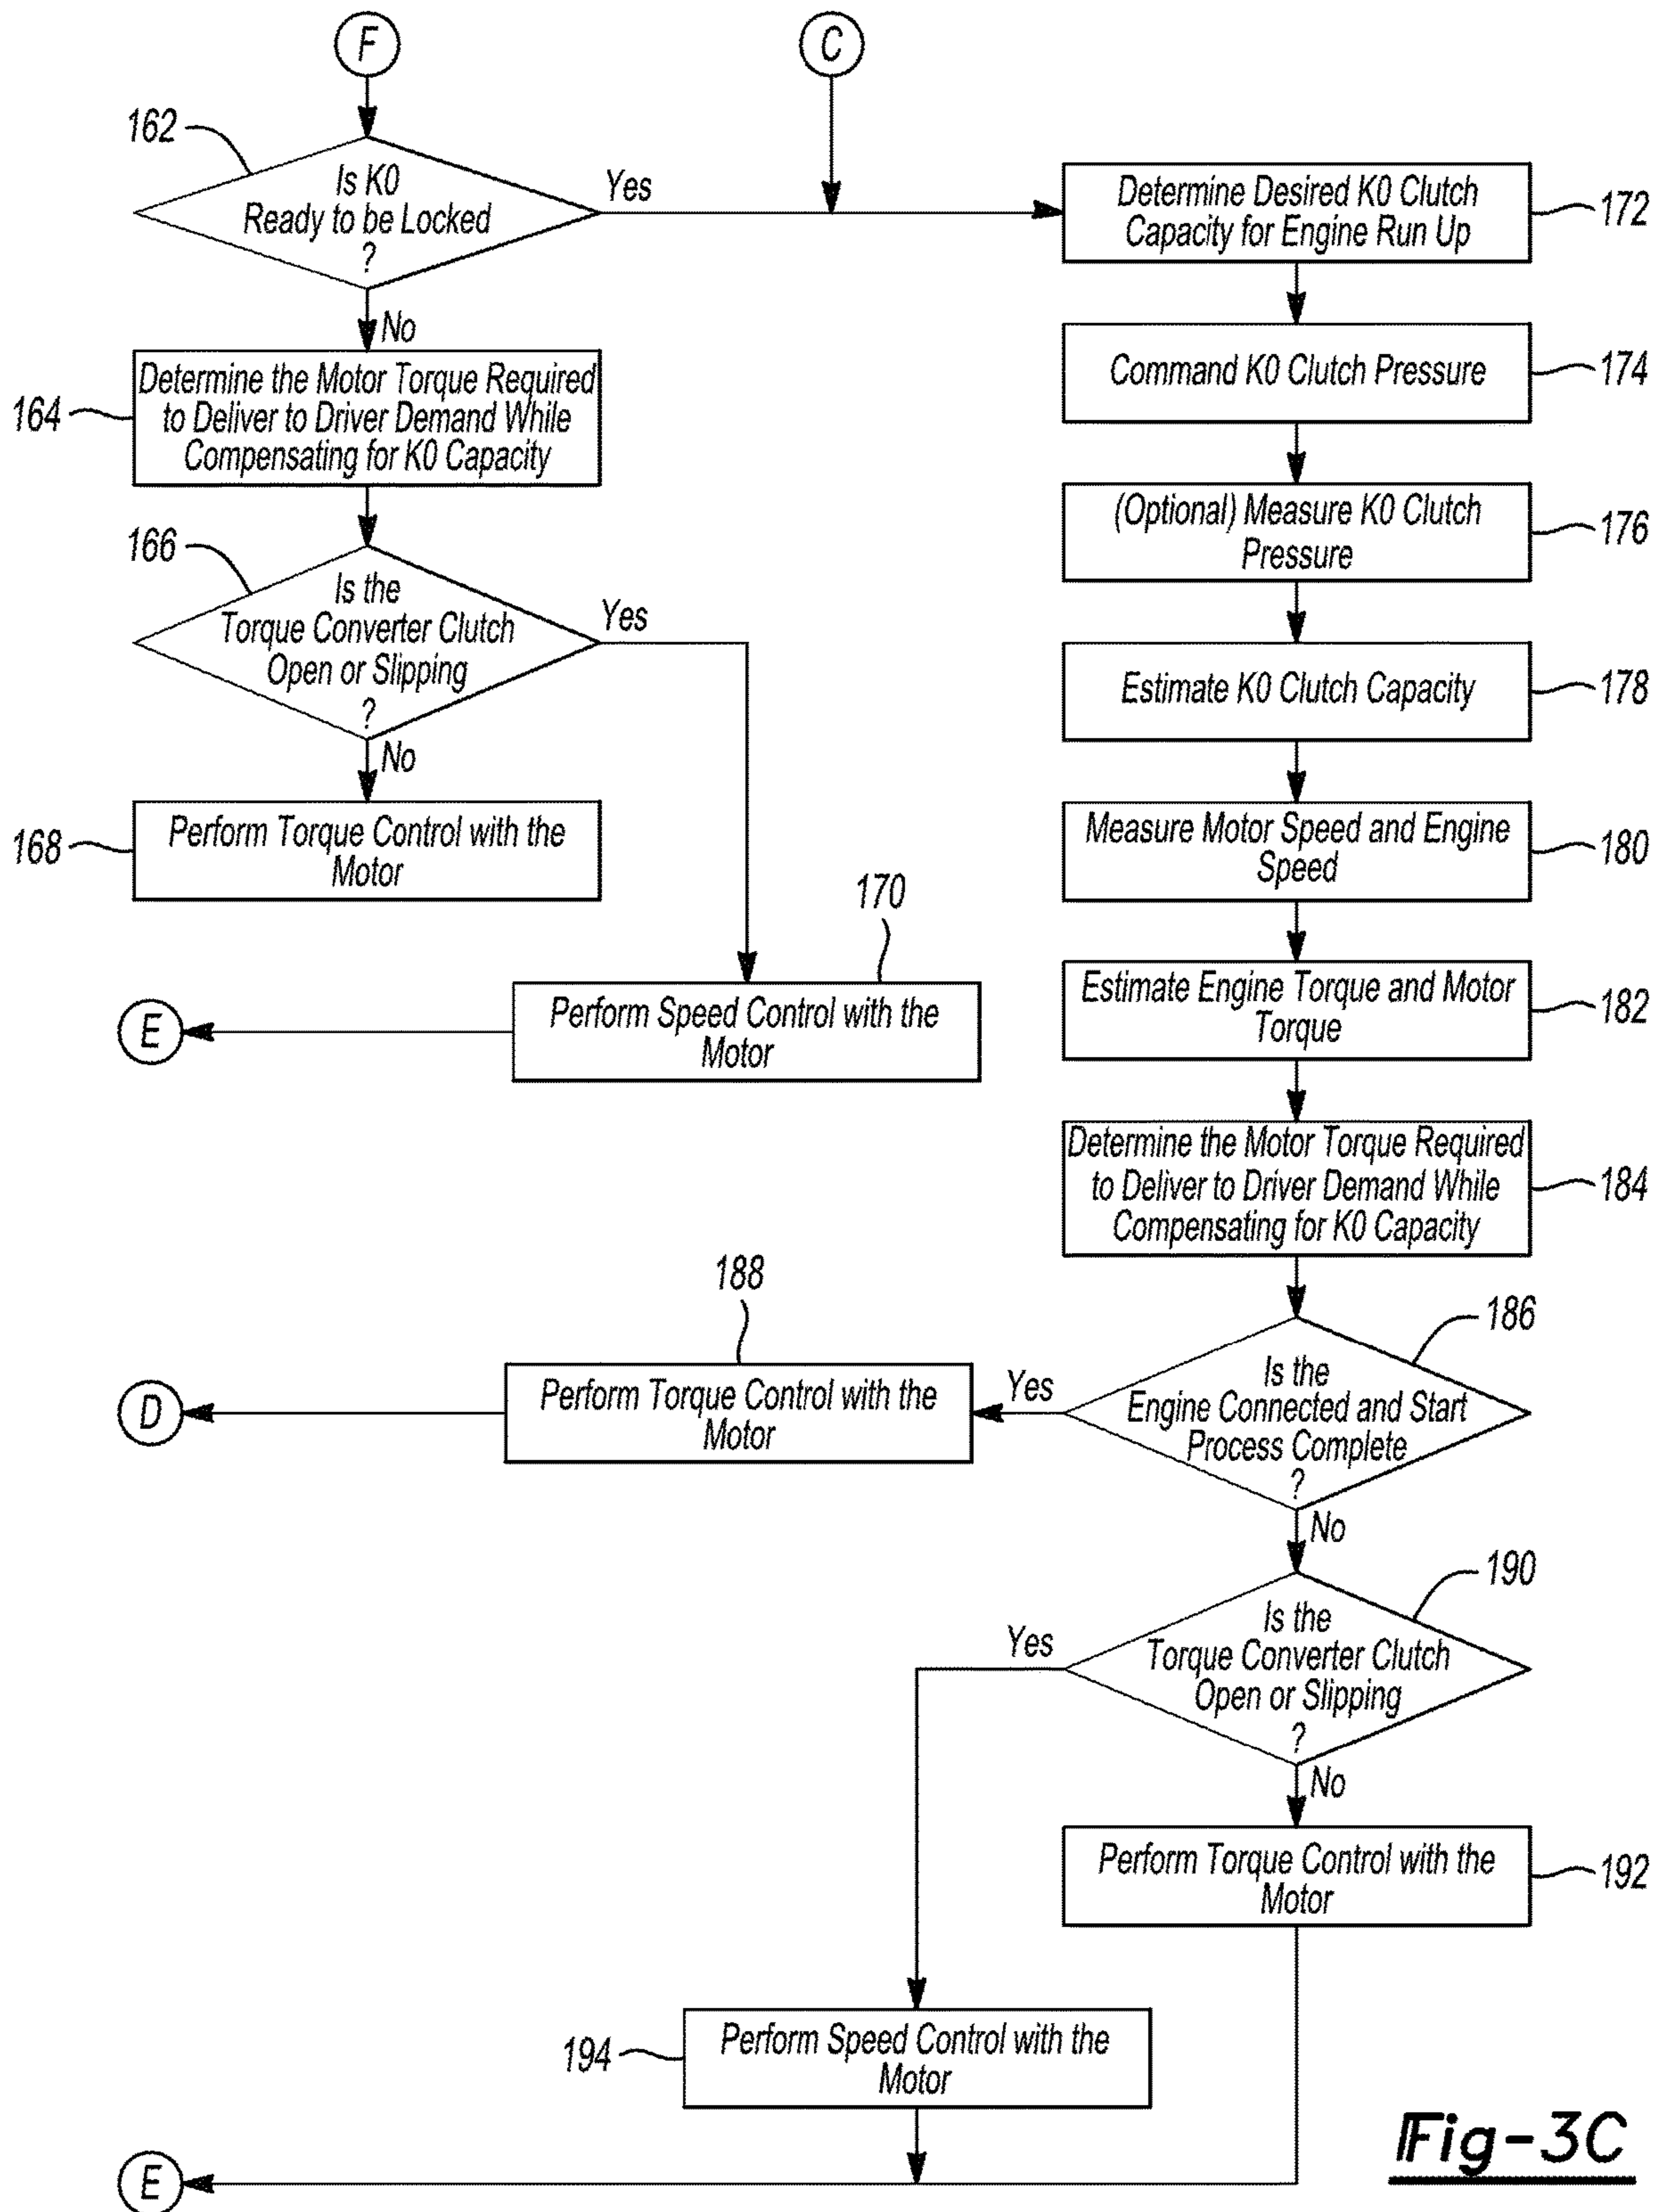 F
C
162
Is K0
Ready to be Locked
?
Yes
No
Determine the Motor Torque Required
to Deliver to Driver Demand While
Compensating for K0 Capacity
164
166
Is the
Torque Converter Clutch
Open or Slipping
?
Yes
No
168
Perform Torque Control with the
Motor
170
Perform Speed Control with the
Motor
E
Determine Desired K0 Clutch
Capacity for Engine Run Up
172
Command K0 Clutch Pressure
174
(Optional) Measure K0 Clutch
Pressure
176
Estimate K0 Clutch Capacity
178
Measure Motor Speed and Engine
Speed
180
Estimate Engine Torque and Motor
Torque
182
Determine the Motor Torque Required
to Deliver to Driver Demand While
Compensating for K0 Capacity
184
186
Is the
Engine Connected and Start
Process Complete
?
Yes
No
188
Perform Torque Control with the
Motor
D
190
Is the
Torque Converter Clutch
Open or Slipping
?
Yes
No
Perform Torque Control with the
Motor
192
194
Perform Speed Control with the
Motor
E
Fig-3C